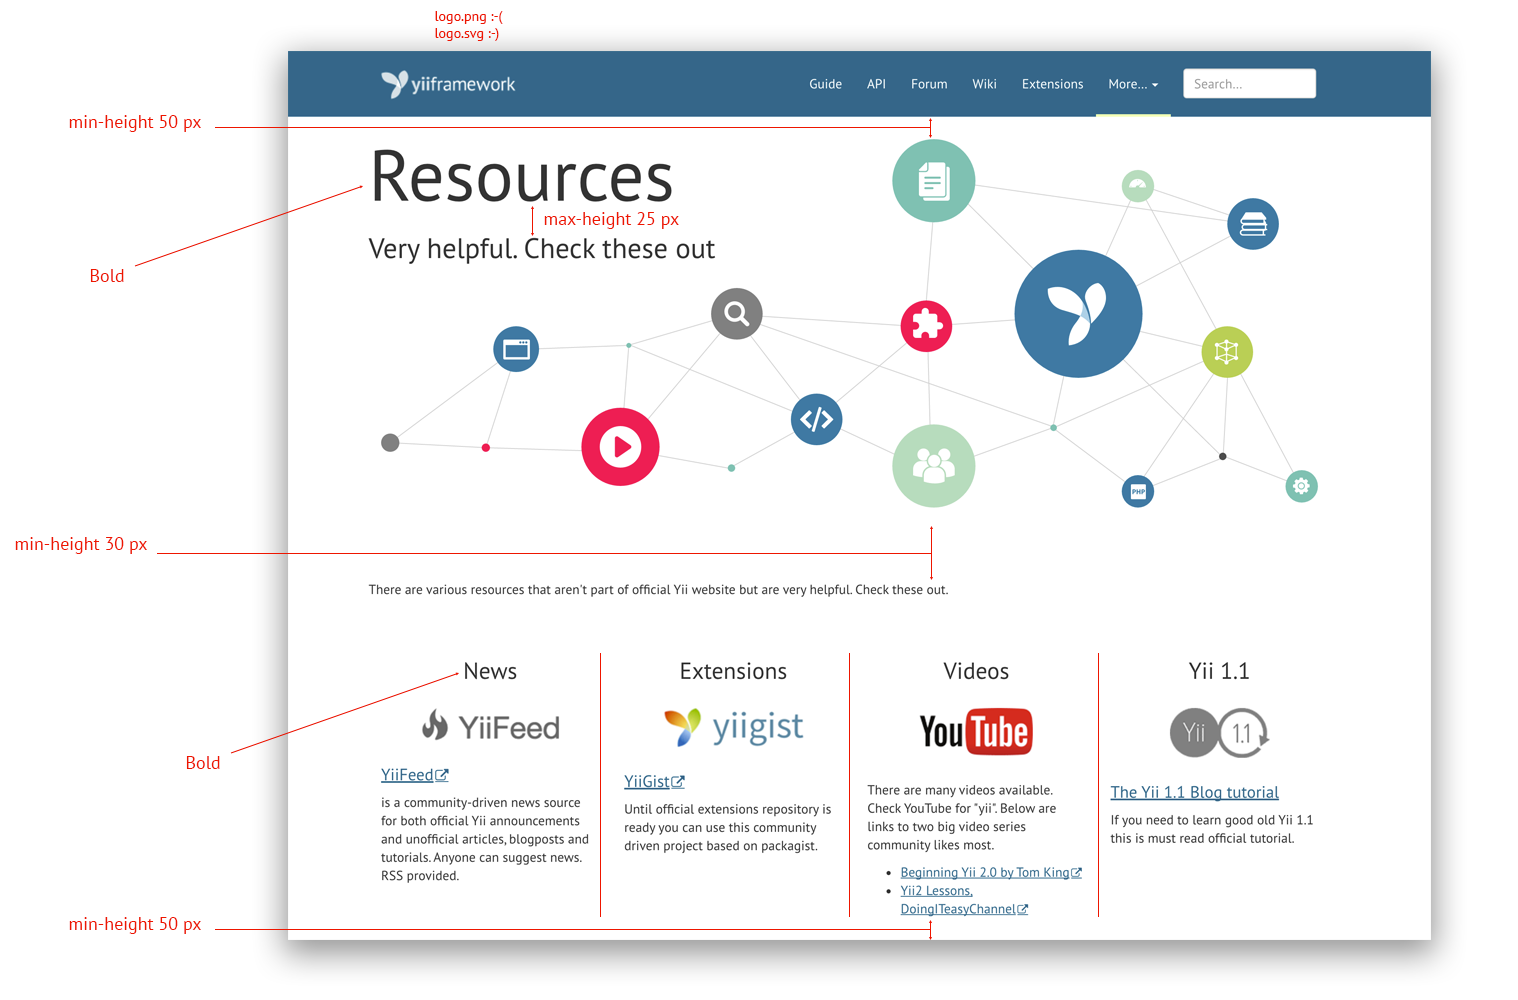 logo.png :-(
logo.svg :-)
yiiframework
Guide API Forum Wiki Extensions More... Search...
min-height 50 px
Resources
max-height 25 px
Very helpful. Check these out
Bold
PHP
min-height 30 px
There are various resources that aren't part of official Yii website but are very helpful. Check these out.
News
YiiFeed
YiiFeed
is a community-driven news source
for both official Yii announcements
and unofficial articles, blogposts and
tutorials. Anyone can suggest news.
RSS provided.
Bold
Extensions
yiigist
YiiGist
Until official extensions repository is
ready you can use this community
driven project based on packagist.
Videos
YouTube
There are many videos available.
Check YouTube for "yii". Below are
links to two big video series
community likes most.
Beginning Yii 2.0 by Tom King
Yii2 Lessons,
DoingITeasyChannel
Yii 1.1
Yii 1.1
The Yii 1.1 Blog tutorial
If you need to learn good old Yii 1.1
this is must read official tutorial.
min-height 50 px